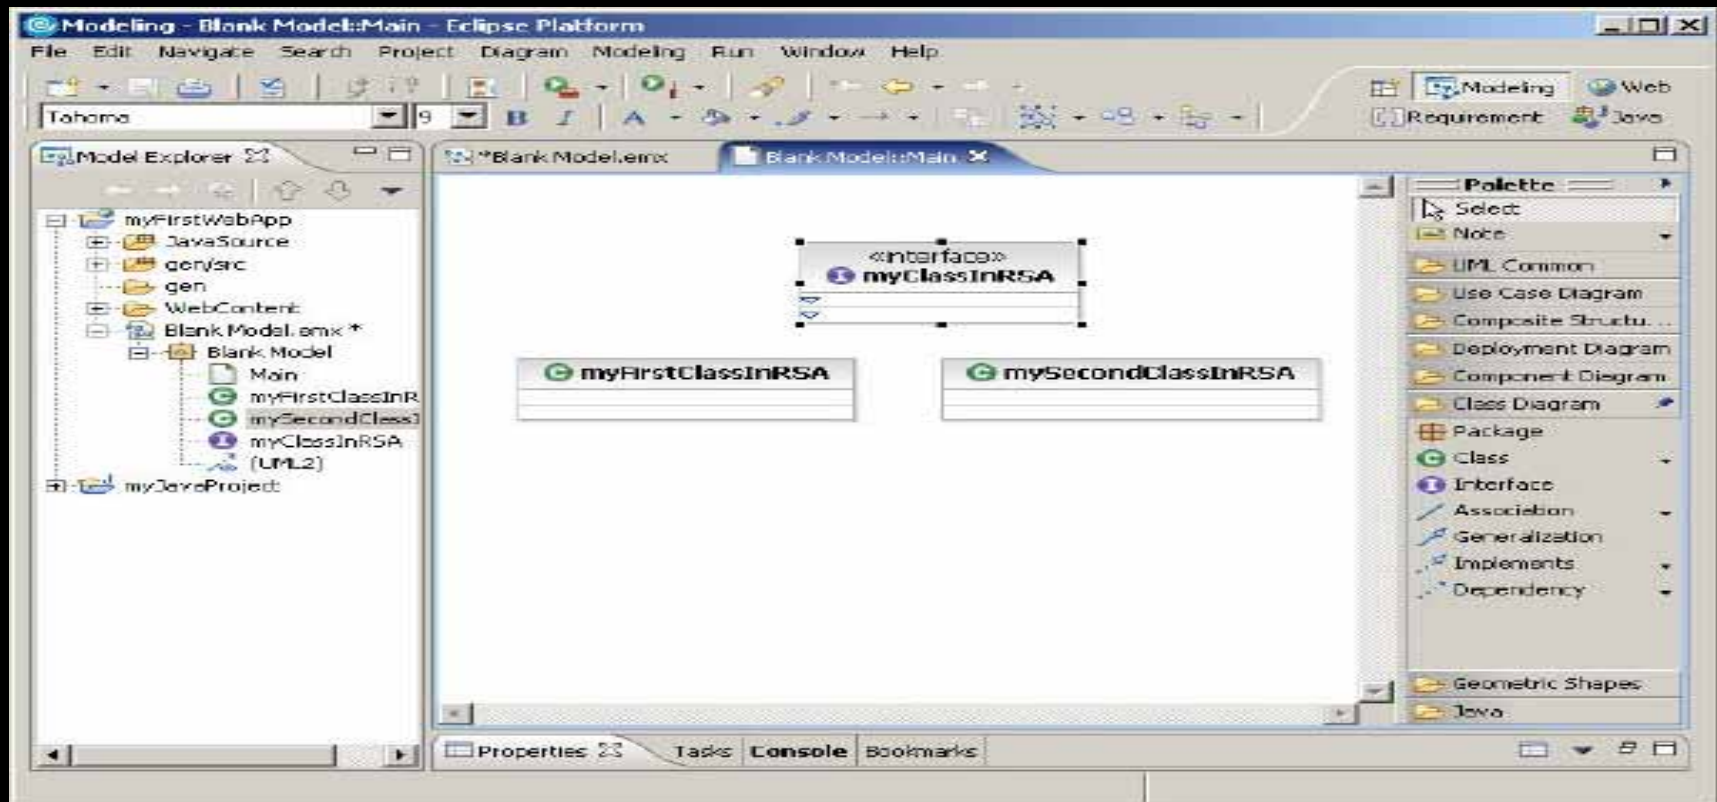 Modeling - Blank Model::Main - Eclipse Platform
File Edit Navigate Search Project Diagram Modeling Run Window Help
Modeling Web
Tahoma 9 B I A Requirement Java
Model Explorer *Blank Model.emx Blank Model::Main
myFirstWebApp
JavaSource
gen/src
gen
WebContent
Blank Model.emx *
Blank Model
Main
myFirstClassInR
mySecondClassI
myClassInRSA
(UML2)
myJavaProject
«interface»
myClassInRSA
myFirstClassInRSA mySecondClassInRSA
Palette
Select
Note
UML Common
Use Case Diagram
Composite Structu...
Deployment Diagram
Component Diagram
Class Diagram
Package
Class
Interface
Association
Generalization
Implements
Dependency
Geometric Shapes
Java
Properties Tasks Console Bookmarks